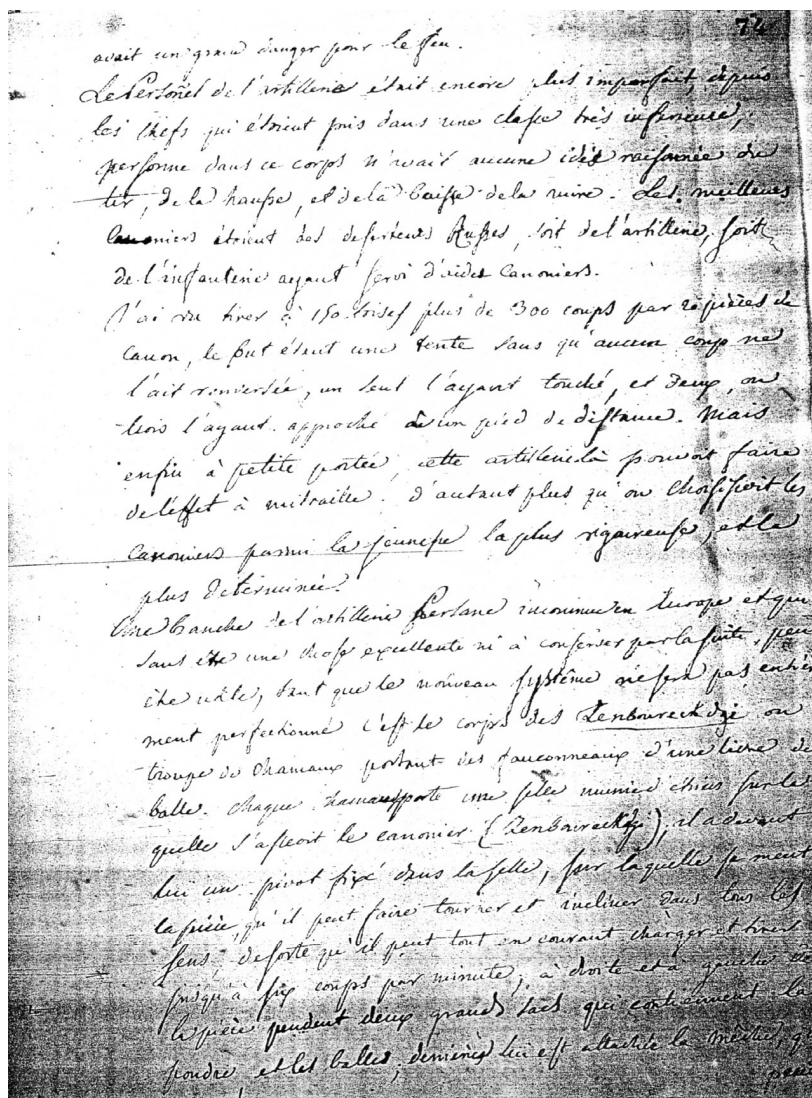 74
avait un grand danger pour le feu.
Le Personel de l'artillerie était encore plus imparfait, depuis
les chefs qui étoient pris dans une classe très inferieure,
personne dans ce corps n'avait aucune idée raisonnée du
tir, de la hausse, et de la baisse de la mire. Les meilleurs
Canoniers étoient des deserteurs Russes, soit de l'artillerie, soit
de l'infanterie ayant servi d'aides Canoniers.
J'ai vu tirer à 150 toises plus de 300 coups par 20 pièces de
Canon, le but étant une tente sans qu'aucun coup ne
l'ait renversée, un seul l'ayant touché, et deux, ou
trois l'ayant approché d'un pied de distance. Mais
enfin à petite portée, cette artillerie là pouvoit faire
de l'effet à mitraille. d'autant plus qu'on choisissoit les
Canoniers parmi la jeunesse la plus vigoureuse, et la
plus determinée.
Une branche de l'artillerie Persane inconnue en Europe et qui
sans être une chose excellente ni à conserver par la suite, peut
être utile, tant que le nouveau système ne sera pas entière
ment perfectionné c'est le corps des Zenboureckdgi ou
troupe de Chamaux portant des fauconneaux d'une livre de
balle. Chaque chamau porte une selle sur la
quelle s'asseoit le canonier (Zenboureckdgi), il a devant
lui un pivot fixé dans la selle, sur laquelle se meut
la pièce, qu'il peut faire tourner et incliner dans tous les
sens, de sorte qu'il peut tout en courant charger et tirer
jusqu'à six coups par minute; à droite et à gauche de
la pièce pendent deux grands sacs qui contiennent la
poudre, et les balles, derrière lui est attachée la mèche,